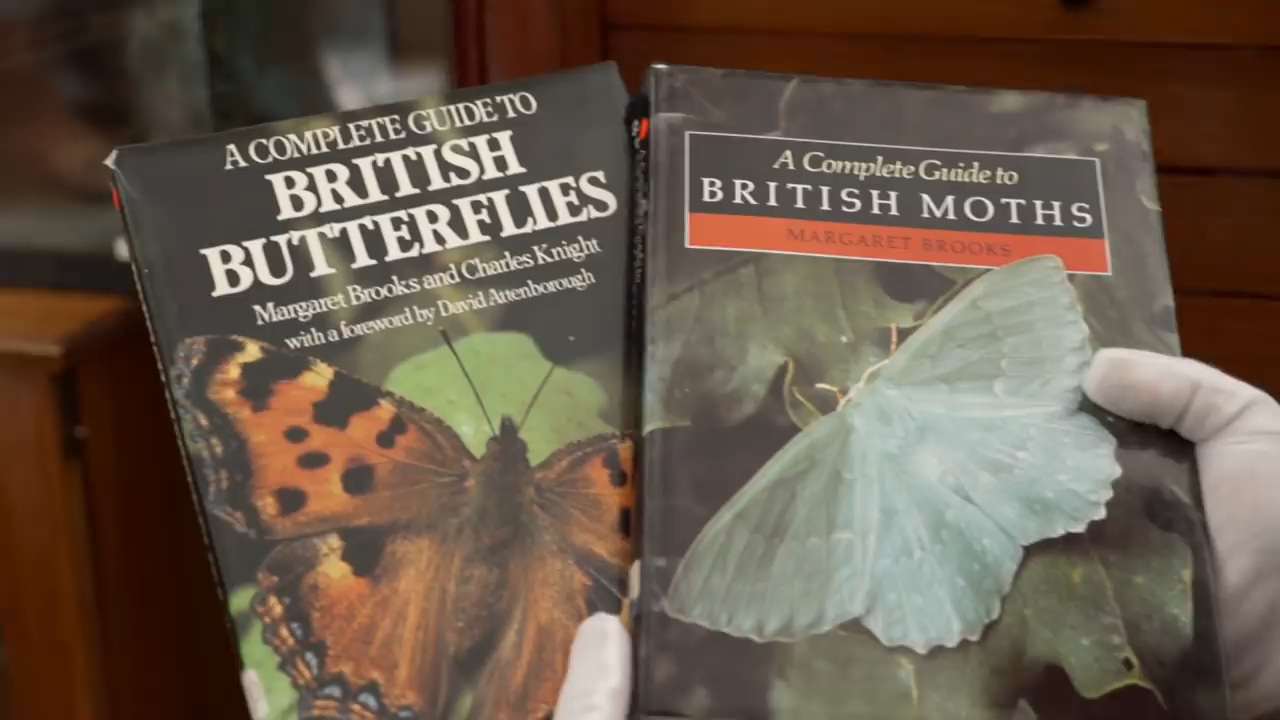 A COMPLETE GUIDE TO
BRITISH
BUTTERFLIES
Margaret Brooks and Charles Knight
with a foreword by David Attenborough
A Complete Guide to
BRITISH MOTHS
MARGARET BROOKS